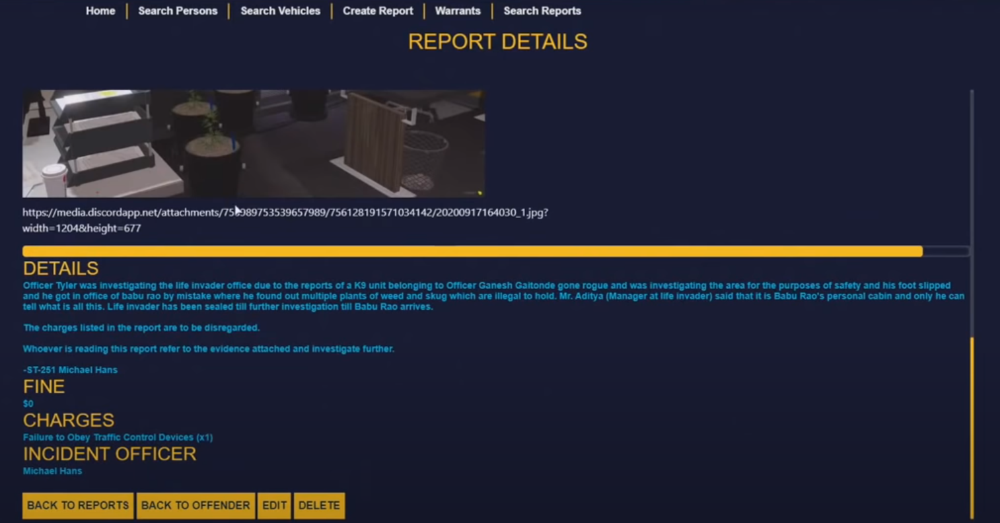 Home | Search Persons | Search Vehicles | Create Report | Warrants | Search Reports
REPORT DETAILS
https://media.discordapp.net/attachments/75 989753539657989/756128191571034142/20200917164030_1.jpg?
width=1204&height=677
DETAILS
Officer Tyler was investigating the life invader office due to the reports of a K9 unit belonging to Officer Ganesh Gaitonde gone rogue and was investigating the area for the purposes of safety and his foot slipped
and he got in office of babu rao by mistake where he found out multiple plants of weed and skug which are illegal to hold. Mr. Aditya (Manager at life invader) said that it is Babu Rao's personal cabin and only he can
tell what is all this. Life invader has been sealed till further investigation till Babu Rao arrives.
The charges listed in the report are to be disregarded.
Whoever is reading this report refer to the evidence attached and investigate further.
-ST-251 Michael Hans
FINE
$0
CHARGES
Failure to Obey Traffic Control Devices (x1)
INCIDENT OFFICER
Michael Hans
BACK TO REPORTS BACK TO OFFENDER EDIT DELETE